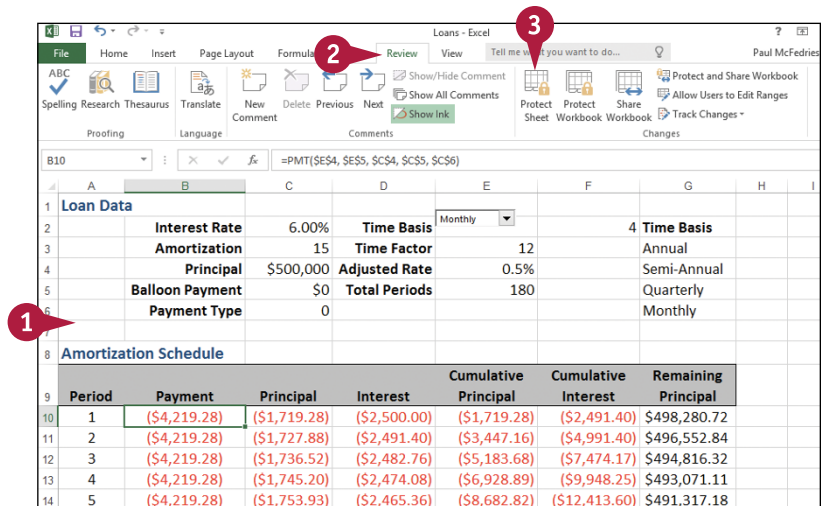 3
Loans - Excel ?
File Home Insert Page Layout Formula 2 Review View Tell me you want to do... Paul McFedries
ABC
Spelling Research Thesaurus Translate New Comment Delete Previous Next
Show/Hide Comment
Show All Comments
Show Ink
Protect Sheet Protect Workbook Share Workbook
Protect and Share Workbook
Allow Users to Edit Ranges
Track Changes
Proofing Language Comments Changes
B10 fx =PMT($E$4, $E$5, $C$4, $C$5, $C$6)
A B C D E F G H I
1 Loan Data
2 Interest Rate 6.00% Time Basis Monthly 4 Time Basis
3 Amortization 15 Time Factor 12 Annual
4 Principal $500,000 Adjusted Rate 0.5% Semi-Annual
5 Balloon Payment $0 Total Periods 180 Quarterly
6 Payment Type 0 Monthly
1
7
8 Amortization Schedule
9 Period Payment Principal Interest Cumulative Principal Cumulative Interest Remaining Principal
10 1 ($4,219.28) ($1,719.28) ($2,500.00) ($1,719.28) ($2,491.40) $498,280.72
11 2 ($4,219.28) ($1,727.88) ($2,491.40) ($3,447.16) ($4,991.40) $496,552.84
12 3 ($4,219.28) ($1,736.52) ($2,482.76) ($5,183.68) ($7,474.17) $494,816.32
13 4 ($4,219.28) ($1,745.20) ($2,474.08) ($6,928.89) ($9,948.25) $493,071.11
14 5 ($4,219.28) ($1,753.93) ($2,465.36) ($8,682.82) ($12,413.60) $491,317.18